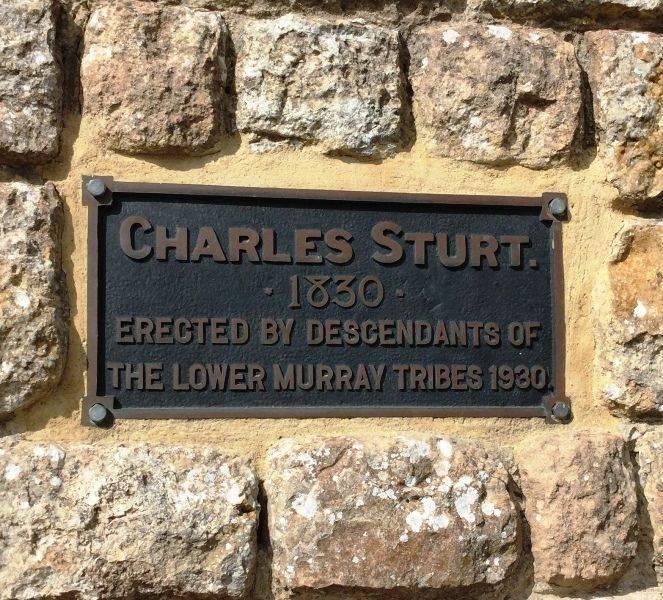 CHARLES STURT.
· 1830 ·
ERECTED BY DESCENDANTS OF
THE LOWER MURRAY TRIBES 1930.